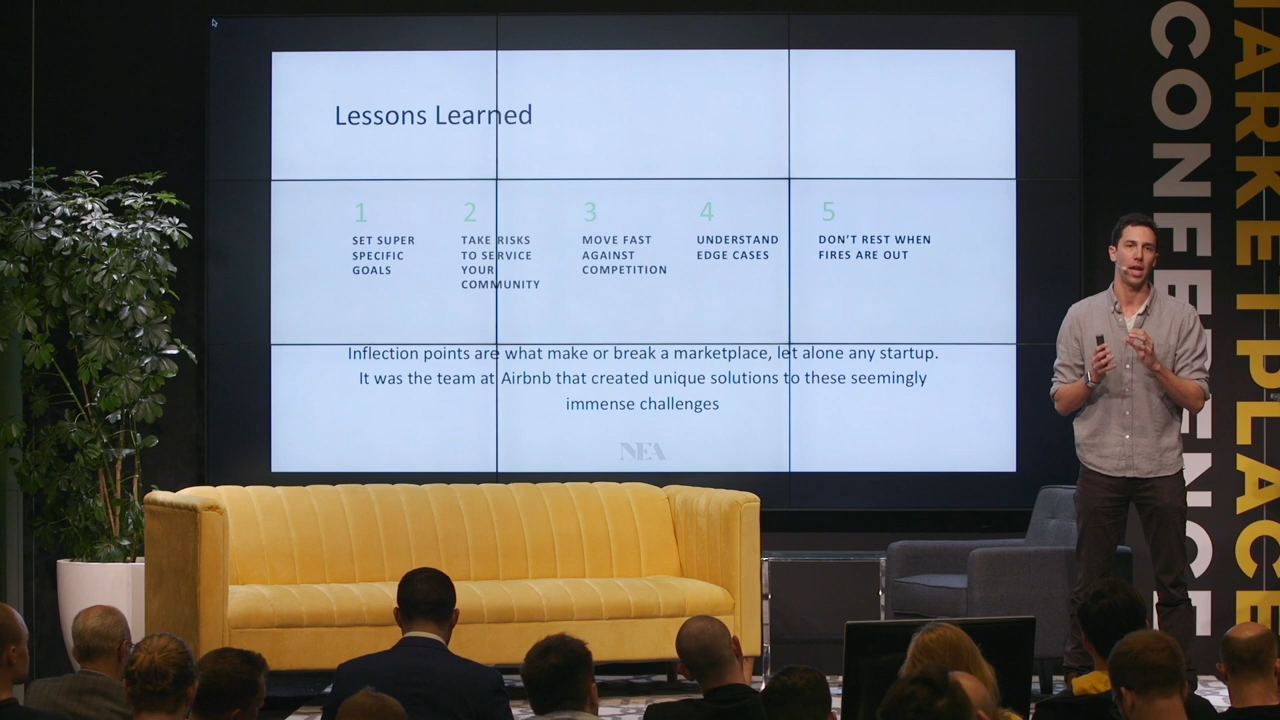 Lessons Learned
1
SET SUPER
SPECIFIC
GOALS
2
TAKE RISKS
TO SERVICE
YOUR
COMMUNITY
3
MOVE FAST
AGAINST
COMPETITION
4
UNDERSTAND
EDGE CASES
5
DON'T REST WHEN
FIRES ARE OUT
Inflection points are what make or break a marketplace, let alone any startup.
It was the team at Airbnb that created unique solutions to these seemingly
immense challenges
NEA
MARKETPLACE
CONFERENCE